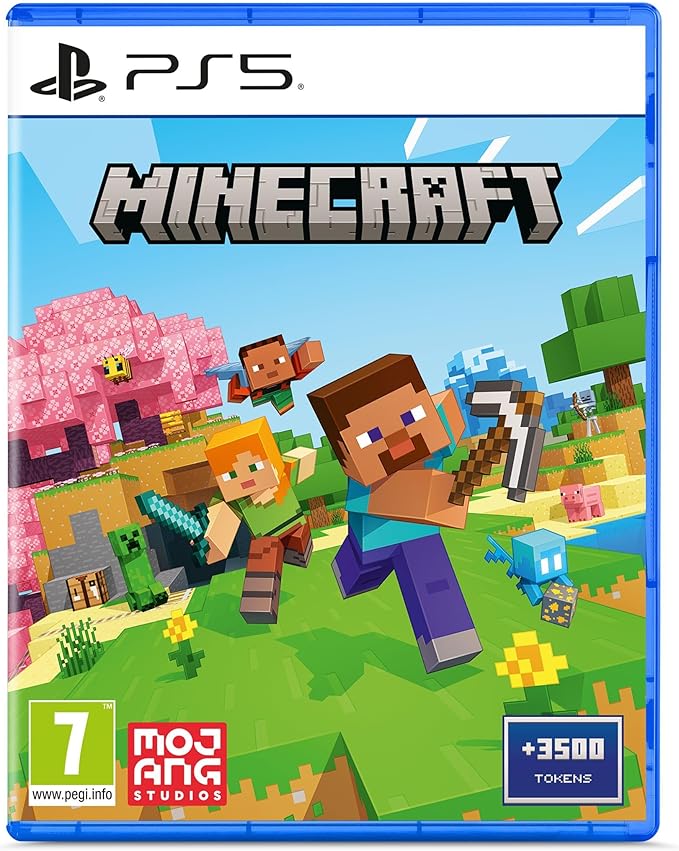 PS5
MINECRAFT
7
www.pegi.info
MOJ
ANG
STUDIOS
+3500
TOKENS